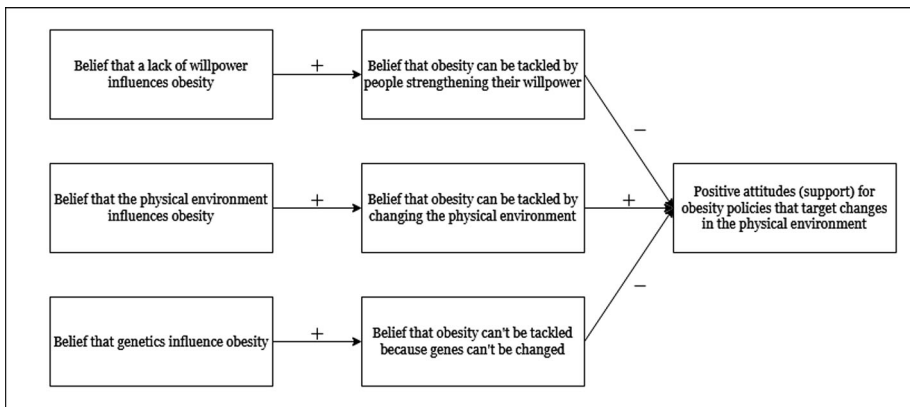 Belief that a lack of willpower
influences obesity
+
Belief that obesity can be tackled by
people strengthening their willpower
−
Belief that the physical environment
influences obesity
+
Belief that obesity can be tackled by
changing the physical environment
+
Positive attitudes (support) for
obesity policies that target changes
in the physical environment
Belief that genetics influence obesity
+
Belief that obesity can't be tackled
because genes can't be changed
−